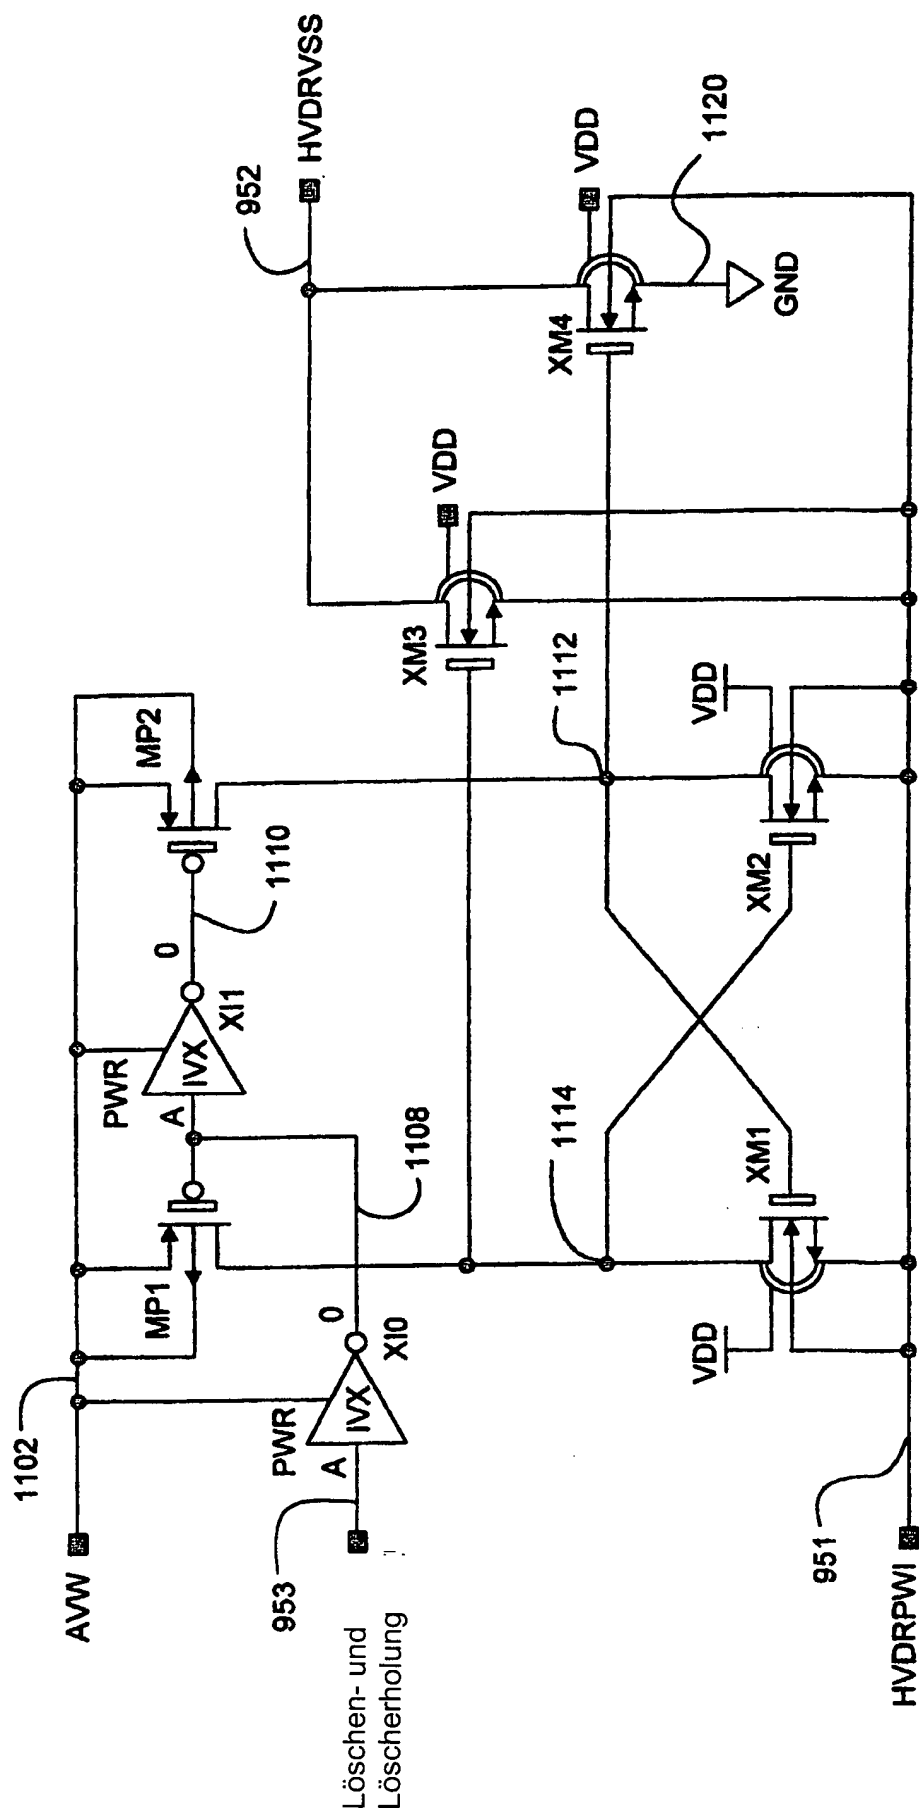 AVW
1102
MP1
PWR
A
IVX
XI1
0
1110
MP2
953
Löschen- und
Löscherholung
PWR
A
IVX
XI0
0
1108
952
HVDRVSS
XM3
VDD
XM4
VDD
1120
GND
1114
1112
VDD
XM1
XM2
VDD
951
HVDRPWI